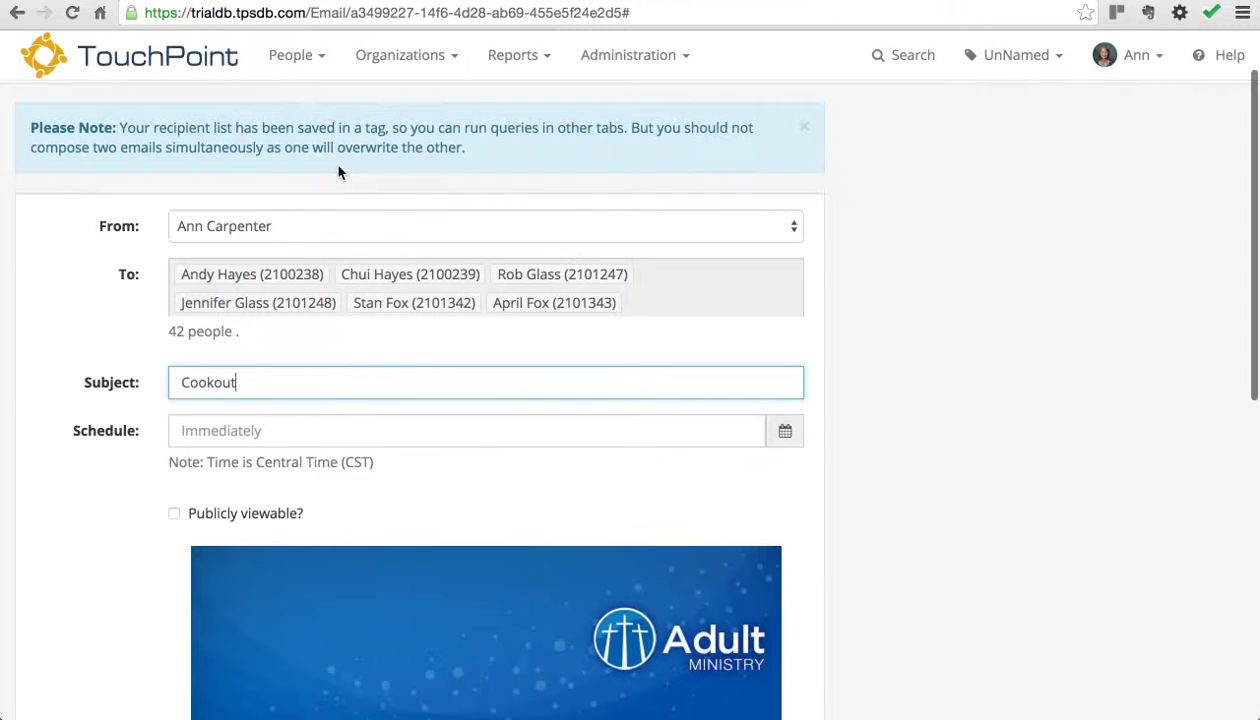 https://trialdb.tpsdb.com/Email/a3499227-14f6-4d28-ab69-455e5f24e2d5#
TouchPoint People Organizations Reports Administration Search UnNamed Ann Help
Please Note: Your recipient list has been saved in a tag, so you can run queries in other tabs. But you should not
compose two emails simultaneously as one will overwrite the other.
From: Ann Carpenter
To: Andy Hayes (2100238) Chui Hayes (2100239) Rob Glass (2101247)
Jennifer Glass (2101248) Stan Fox (2101342) April Fox (2101343)
42 people .
Subject: Cookout
Schedule: Immediately
Note: Time is Central Time (CST)
Publicly viewable?
Adult
MINISTRY